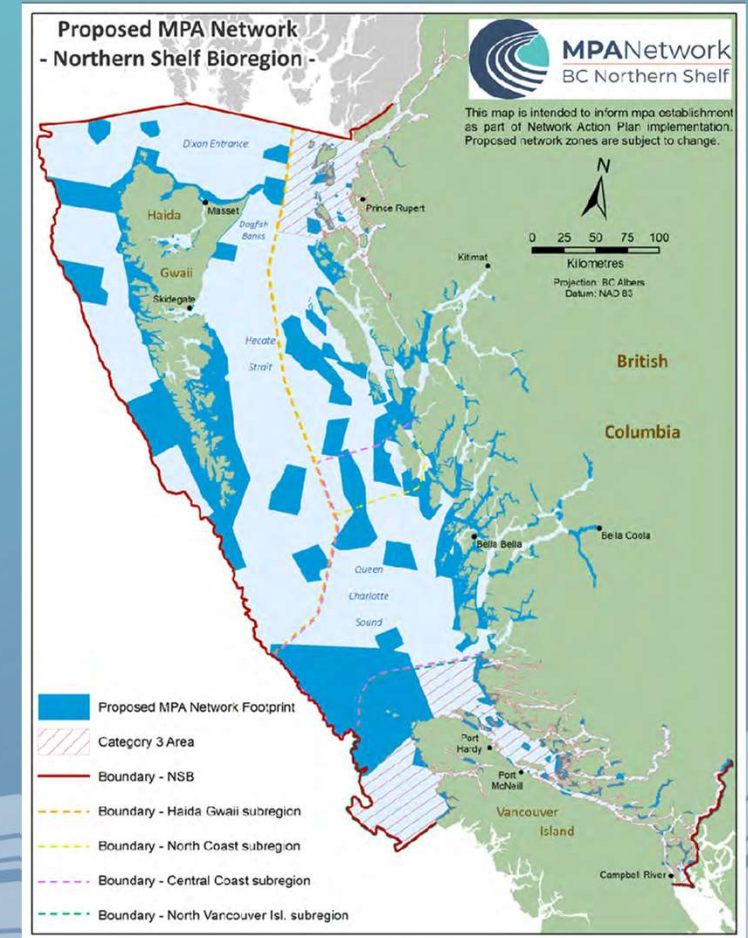 Proposed MPA Network
- Northern Shelf Bioregion -
MPANetwork
BC Northern Shelf
This map is intended to inform mpa establishment
as part of Network Action Plan implementation.
Proposed network zones are subject to change.
N
0 25 50 75 100
Kilometres
Projection: BC Albers
Datum: NAD 83
Dixon Entrance
Haida
Masset
Prince Rupert
Dogfish
Banks
Gwaii
Kitimat
Skidegate
Hecate
Strait
British
Columbia
Bella Bella
Bella Coola
Queen
Charlotte
Sound
Port
Hardy
Port
McNeill
Vancouver
Island
Campbell River
Proposed MPA Network Footprint
Category 3 Area
Boundary - NSB
Boundary - Haida Gwaii subregion
Boundary - North Coast subregion
Boundary - Central Coast subregion
Boundary - North Vancouver Isl. subregion